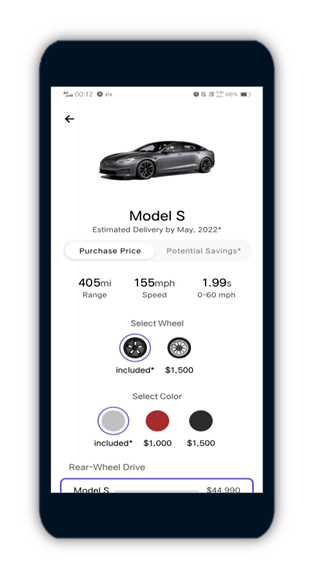 00:12
66%
Model S
Estimated Delivery by May, 2022*
Purchase Price Potential Savings*
405mi 155mph 1.99s
Range Speed 0-60 mph
Select Wheel
included* $1,500
Select Color
included* $1,000 $1,500
Rear-Wheel Drive
Model S $44,990